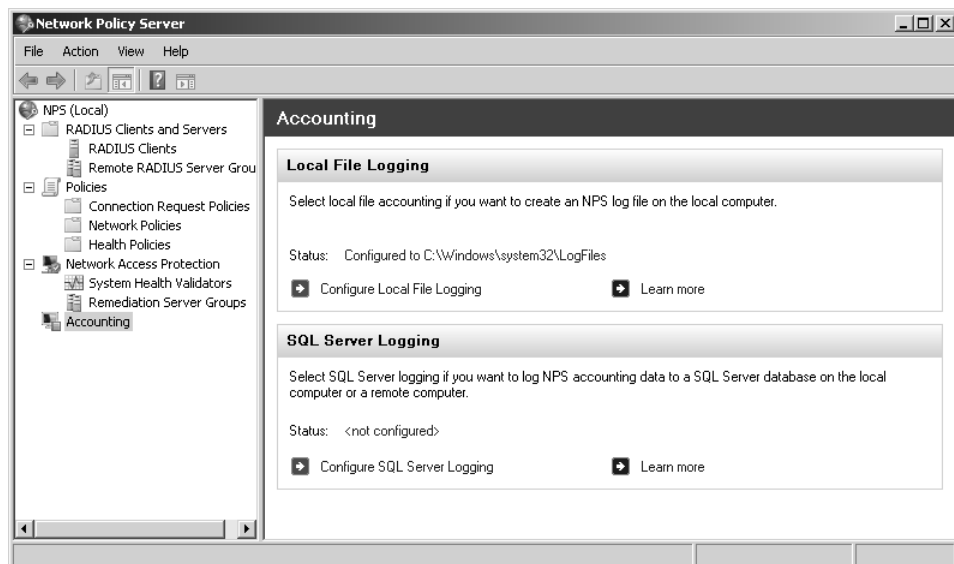 Network Policy Server
File Action View Help
NPS (Local)
RADIUS Clients and Servers
RADIUS Clients
Remote RADIUS Server Grou
Policies
Connection Request Policies
Network Policies
Health Policies
Network Access Protection
System Health Validators
Remediation Server Groups
Accounting
Accounting
Local File Logging
Select local file accounting if you want to create an NPS log file on the local computer.
Status: Configured to C:\Windows\system32\LogFiles
Configure Local File Logging Learn more
SQL Server Logging
Select SQL Server logging if you want to log NPS accounting data to a SQL Server database on the local
computer or a remote computer.
Status: <not configured>
Configure SQL Server Logging Learn more